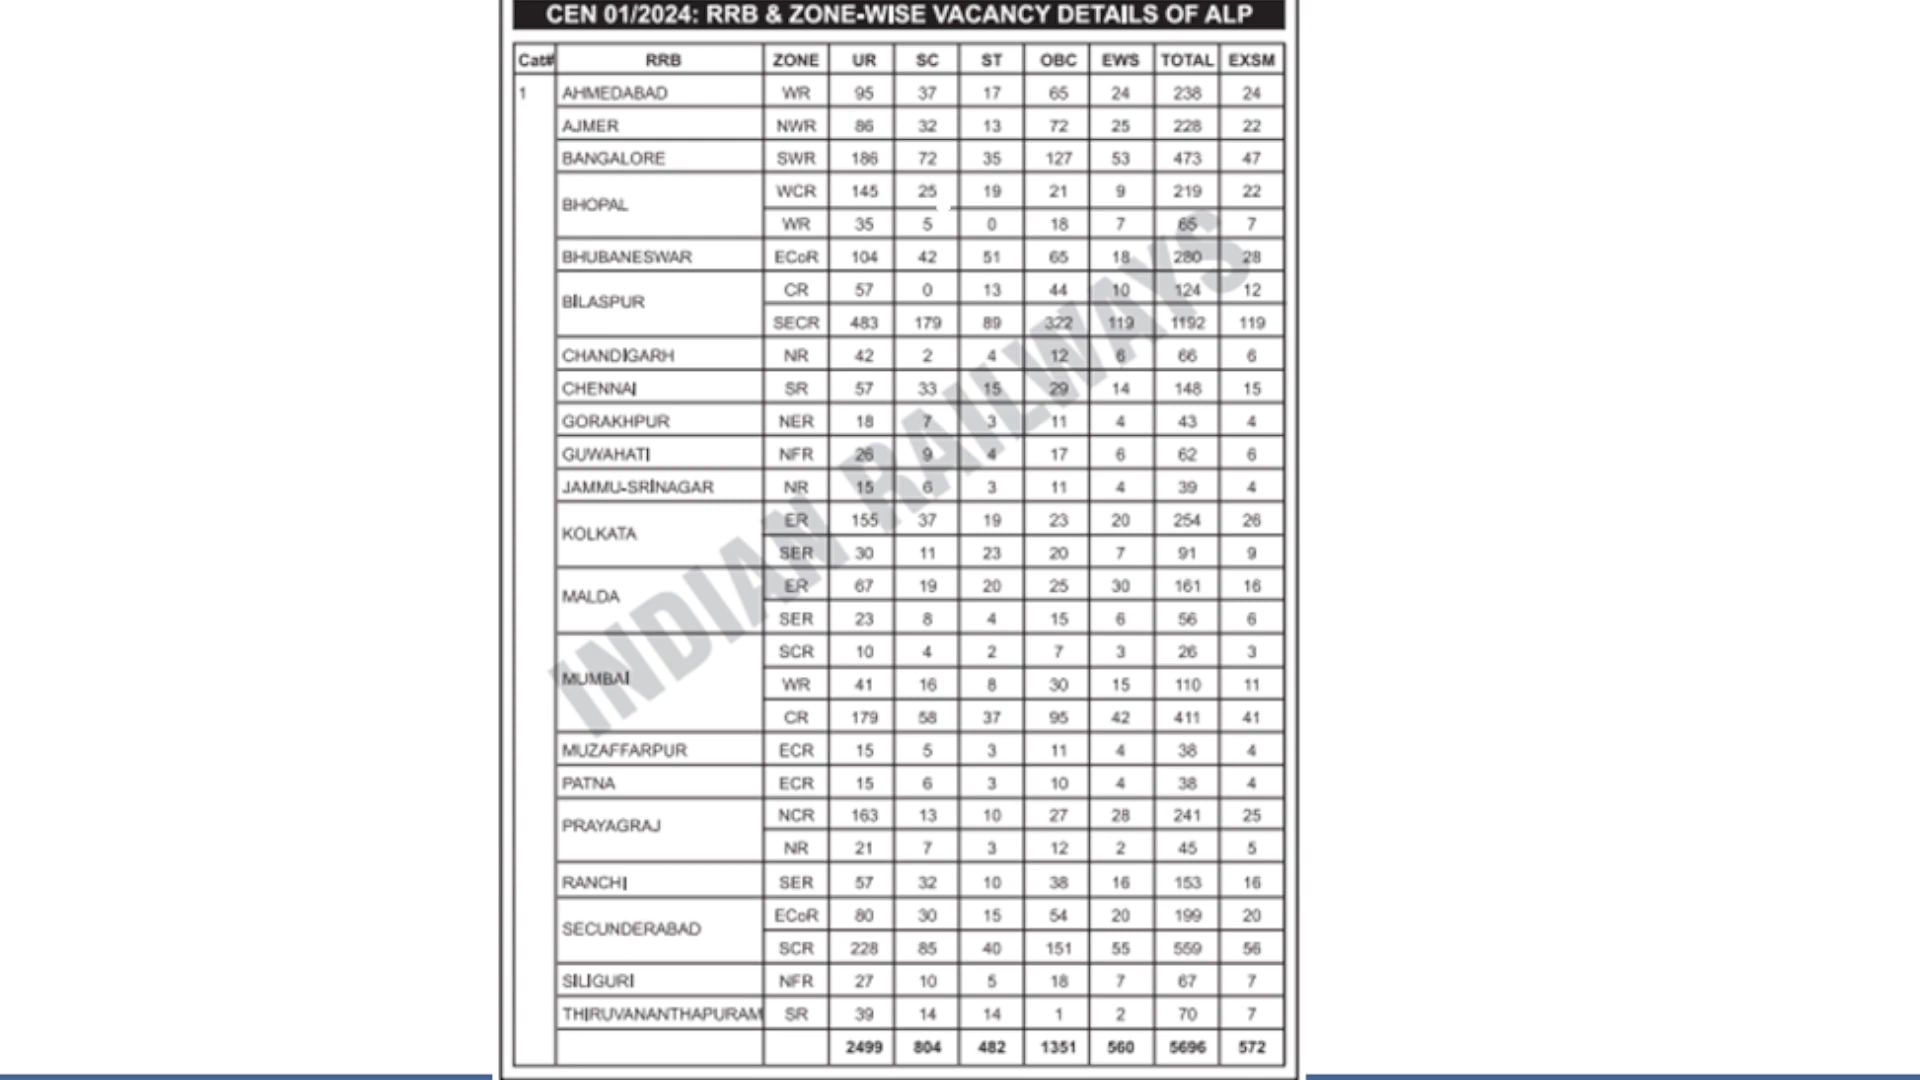 CEN 01/2024: RRB & ZONE-WISE VACANCY DETAILS OF ALP
Cat# RRB ZONE UR SC ST OBC EWS TOTAL EXSM
1 AHMEDABAD WR 95 37 17 65 24 238 24
AJMER NWR 86 32 13 72 25 228 22
BANGALORE SWR 186 72 35 127 53 473 47
BHOPAL WCR 145 25 19 21 9 219 22
WR 35 5 0 18 7 65 7
BHUBANESWAR ECoR 104 42 51 65 18 280 28
BILASPUR CR 57 0 13 44 10 124 12
SECR 483 179 89 322 119 1192 119
CHANDIGARH NR 42 2 4 12 6 66 6
CHENNAI SR 57 33 15 29 14 148 15
GORAKHPUR NER 18 7 3 11 4 43 4
GUWAHATI NFR 26 9 4 17 6 62 6
JAMMU-SRINAGAR NR 15 6 3 11 4 39 4
KOLKATA ER 155 37 19 23 20 254 26
SER 30 11 23 20 7 91 9
MALDA ER 67 19 20 25 30 161 16
SER 23 8 4 15 6 56 6
MUMBAI SCR 10 4 2 7 3 26 3
WR 41 16 8 30 15 110 11
CR 179 58 37 95 42 411 41
MUZAFFARPUR ECR 15 5 3 11 4 38 4
PATNA ECR 15 6 3 10 4 38 4
PRAYAGRAJ NCR 163 13 10 27 28 241 25
NR 21 7 3 12 2 45 5
RANCHI SER 57 32 10 38 16 153 16
SECUNDERABAD ECoR 80 30 15 54 20 199 20
SCR 228 85 40 151 55 559 56
SILIGURI NFR 27 10 5 18 7 67 7
THIRUVANANTHAPURAM SR 39 14 14 1 2 70 7
2499 804 482 1351 560 5696 572
INDIAN RAILWAYS